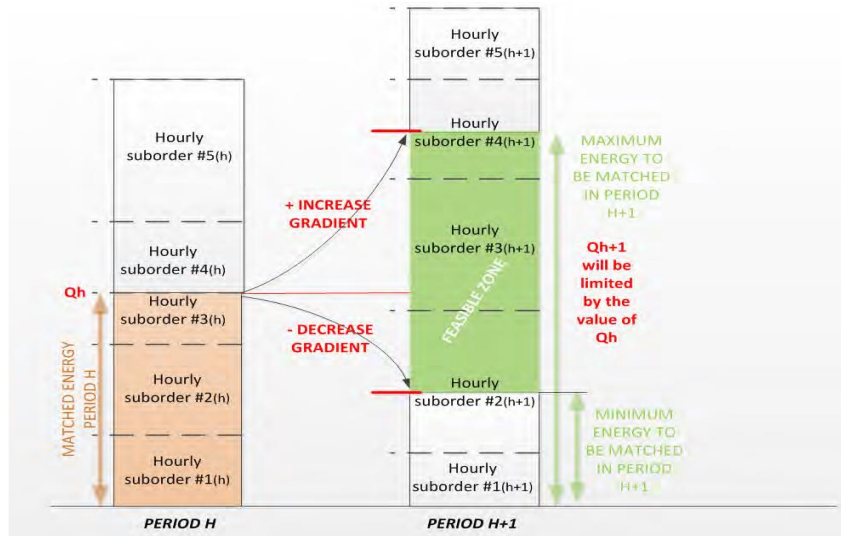 Hourly
suborder #5(h)
Hourly
suborder #4(h)
Qh
Hourly
suborder #3(h)
MATCHED ENERGY
PERIOD H
Hourly
suborder #2(h)
Hourly
suborder #1(h)
PERIOD H
+ INCREASE
GRADIENT
- DECREASE
GRADIENT
Hourly
suborder #5(h+1)
Hourly
suborder #4(h+1)
Hourly
suborder #3(h+1)
FEASIBLE ZONE
Hourly
suborder #2(h+1)
Hourly
suborder #1(h+1)
PERIOD H+1
MAXIMUM
ENERGY TO
BE MATCHED
IN PERIOD
H+1
Qh+1
will be
limited
by the
value of
Qh
MINIMUM
ENERGY TO
BE MATCHED
IN PERIOD
H+1